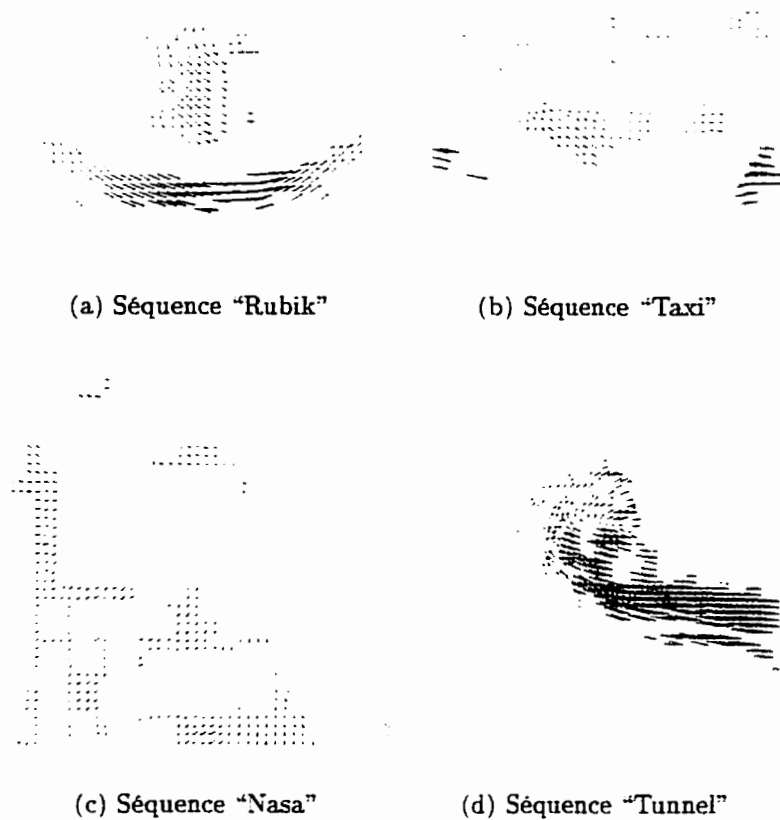 (a) Séquence "Rubik"
(b) Séquence "Taxi"
(c) Séquence "Nasa"
(d) Séquence "Tunnel"